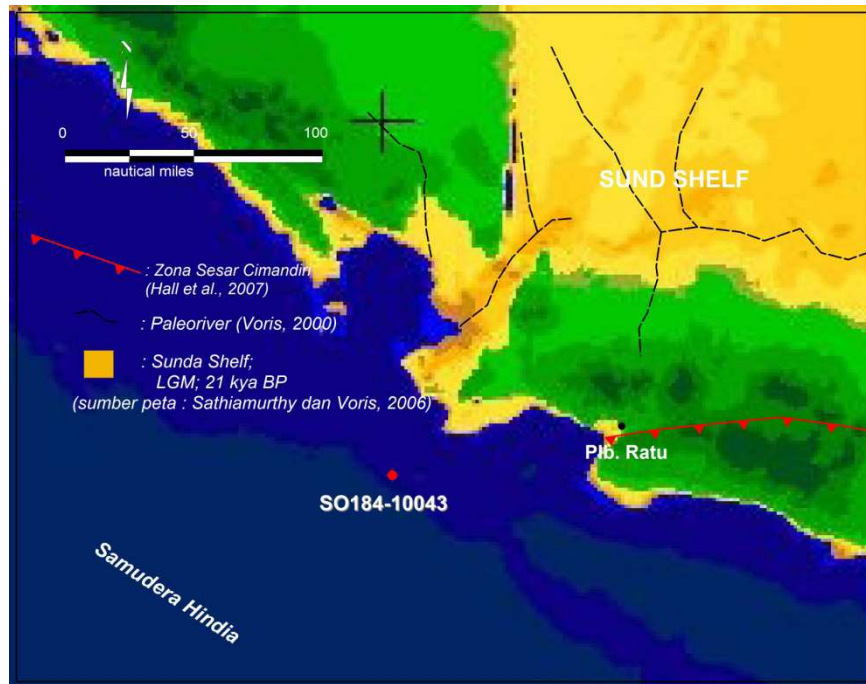 N
0 50 100
nautical miles
SUND SHELF
: Zona Sesar Cimandiri
(Hall et al., 2007)
: Paleoriver (Voris, 2000)
: Sunda Shelf;
LGM; 21 kya BP
(sumber peta : Sathiamurthy dan Voris, 2006)
Plb. Ratu
SO184-10043
Samudera Hindia